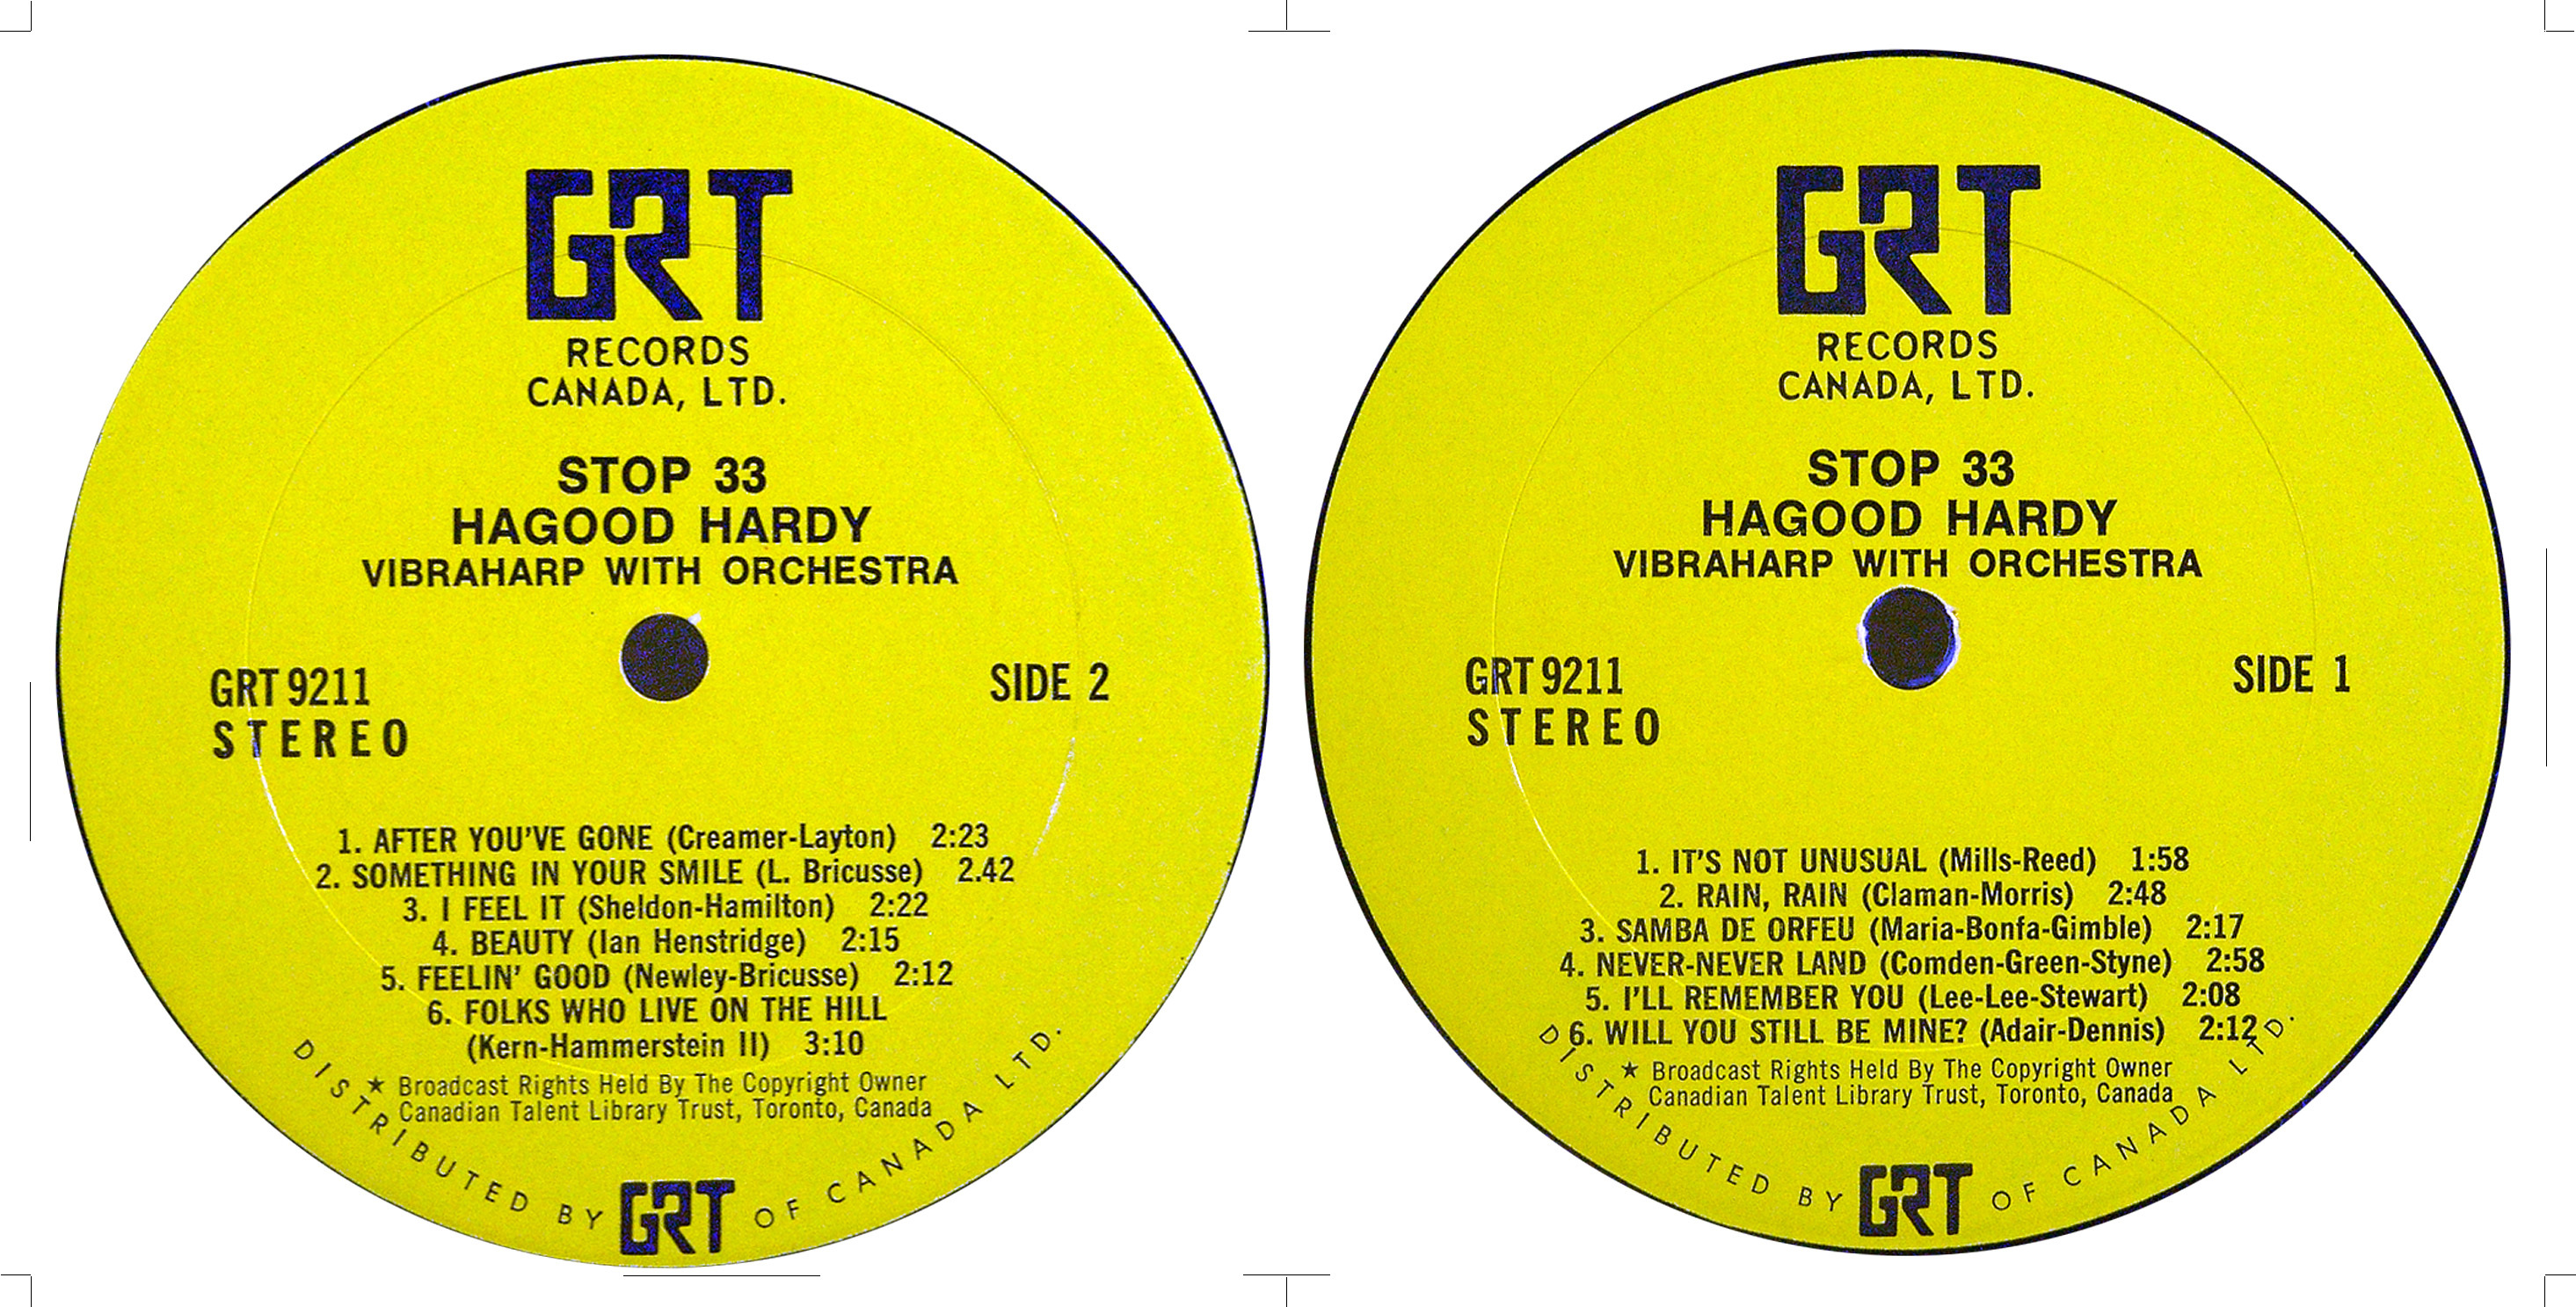 GRT
RECORDS
CANADA, LTD.
STOP 33
HAGOOD HARDY
VIBRAHARP WITH ORCHESTRA
GRT 9211
STEREO
SIDE 2
1. AFTER YOU'VE GONE (Creamer-Layton) 2:23
2. SOMETHING IN YOUR SMILE (L. Bricusse) 2.42
3. I FEEL IT (Sheldon-Hamilton) 2:22
4. BEAUTY (Ian Henstridge) 2:15
5. FEELIN' GOOD (Newley-Bricusse) 2:12
6. FOLKS WHO LIVE ON THE HILL
(Kern-Hammerstein II) 3:10
★ Broadcast Rights Held By The Copyright Owner
Canadian Talent Library Trust, Toronto, Canada
DISTRIBUTED BY GRT OF CANADA LTD.
GRT
RECORDS
CANADA, LTD.
STOP 33
HAGOOD HARDY
VIBRAHARP WITH ORCHESTRA
GRT 9211
STEREO
SIDE 1
1. IT'S NOT UNUSUAL (Mills-Reed) 1:58
2. RAIN, RAIN (Claman-Morris) 2:48
3. SAMBA DE ORFEU (Maria-Bonfa-Gimble) 2:17
4. NEVER-NEVER LAND (Comden-Green-Styne) 2:58
5. I'LL REMEMBER YOU (Lee-Lee-Stewart) 2:08
6. WILL YOU STILL BE MINE? (Adair-Dennis) 2:12
★ Broadcast Rights Held By The Copyright Owner
Canadian Talent Library Trust, Toronto, Canada
DISTRIBUTED BY GRT OF CANADA LTD.